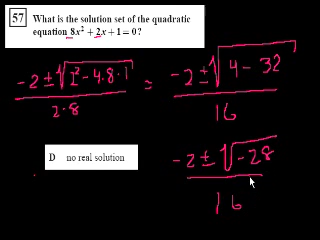 57 What is the solution set of the quadratic
equation 8x² + 2x + 1 = 0?
-2 ± √(2² - 4·8·1) / 2·8 = -2 ± √(4 - 32) / 16
D no real solution
-2 ± √(-28) / 16